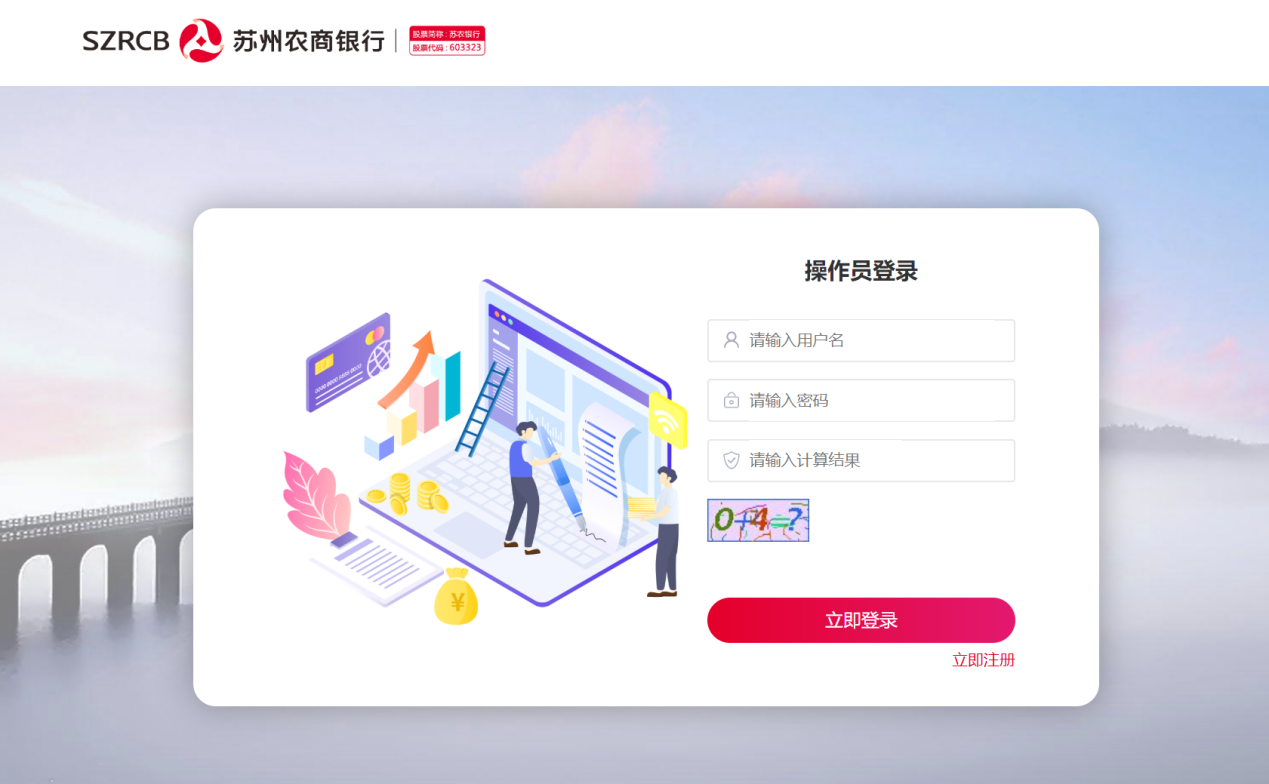 SZRCB 苏州农商银行
股票简称：苏农银行
股票代码：603323
操作员登录
请输入用户名
请输入密码
请输入计算结果
0+4=?
立即登录
立即注册
¥